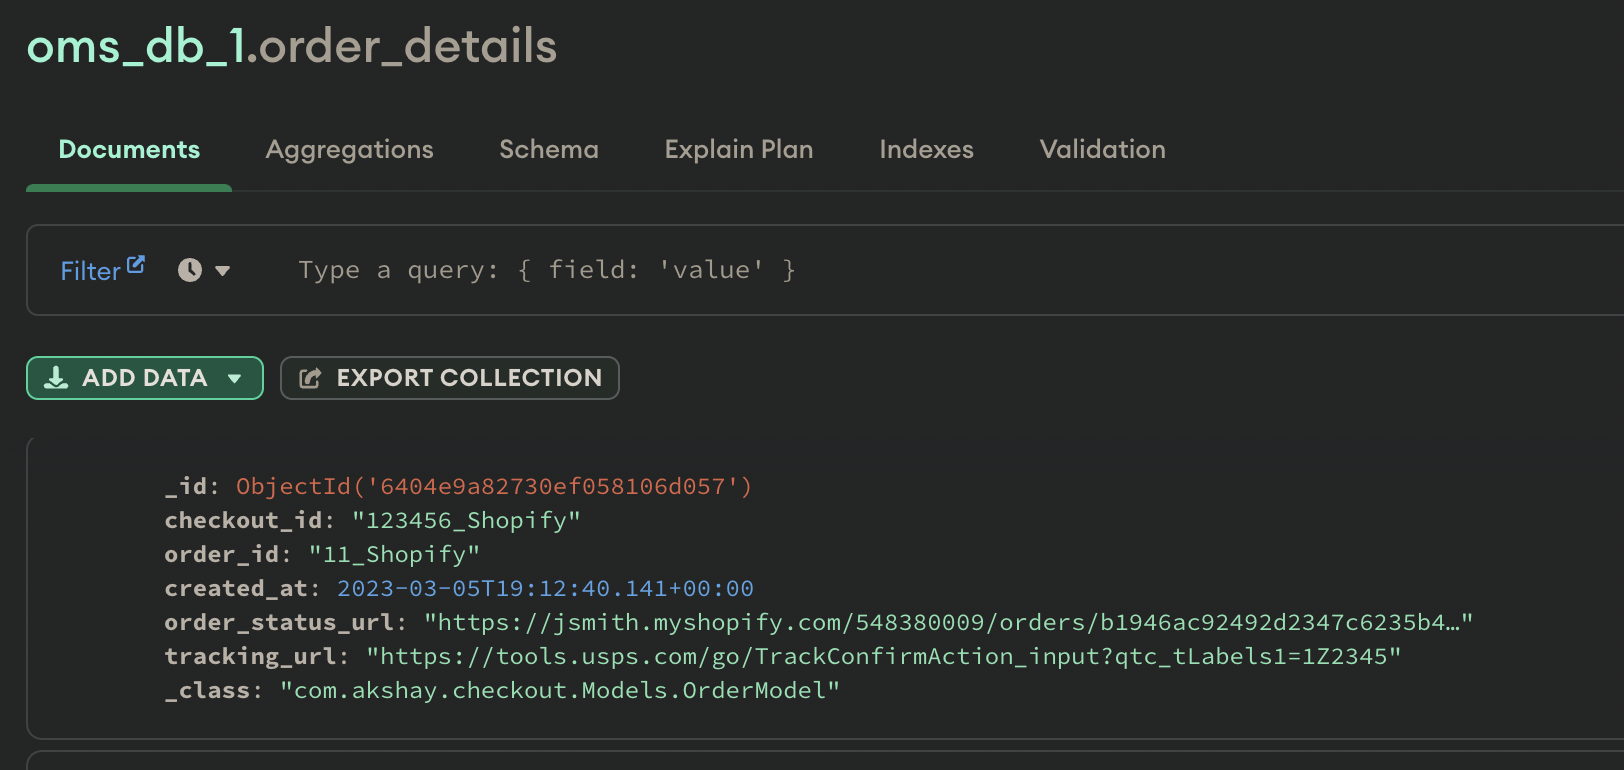 oms_db_1.order_details
Documents Aggregations Schema Explain Plan Indexes Validation
Filter Type a query: { field: 'value' }
ADD DATA EXPORT COLLECTION
_id: ObjectId('6404e9a82730ef058106d057')
checkout_id: "123456_Shopify"
order_id: "11_Shopify"
created_at: 2023-03-05T19:12:40.141+00:00
order_status_url: "https://jsmith.myshopify.com/548380009/orders/b1946ac92492d2347c6235b4…"
tracking_url: "https://tools.usps.com/go/TrackConfirmAction_input?qtc_tLabels1=1Z2345"
_class: "com.akshay.checkout.Models.OrderModel"